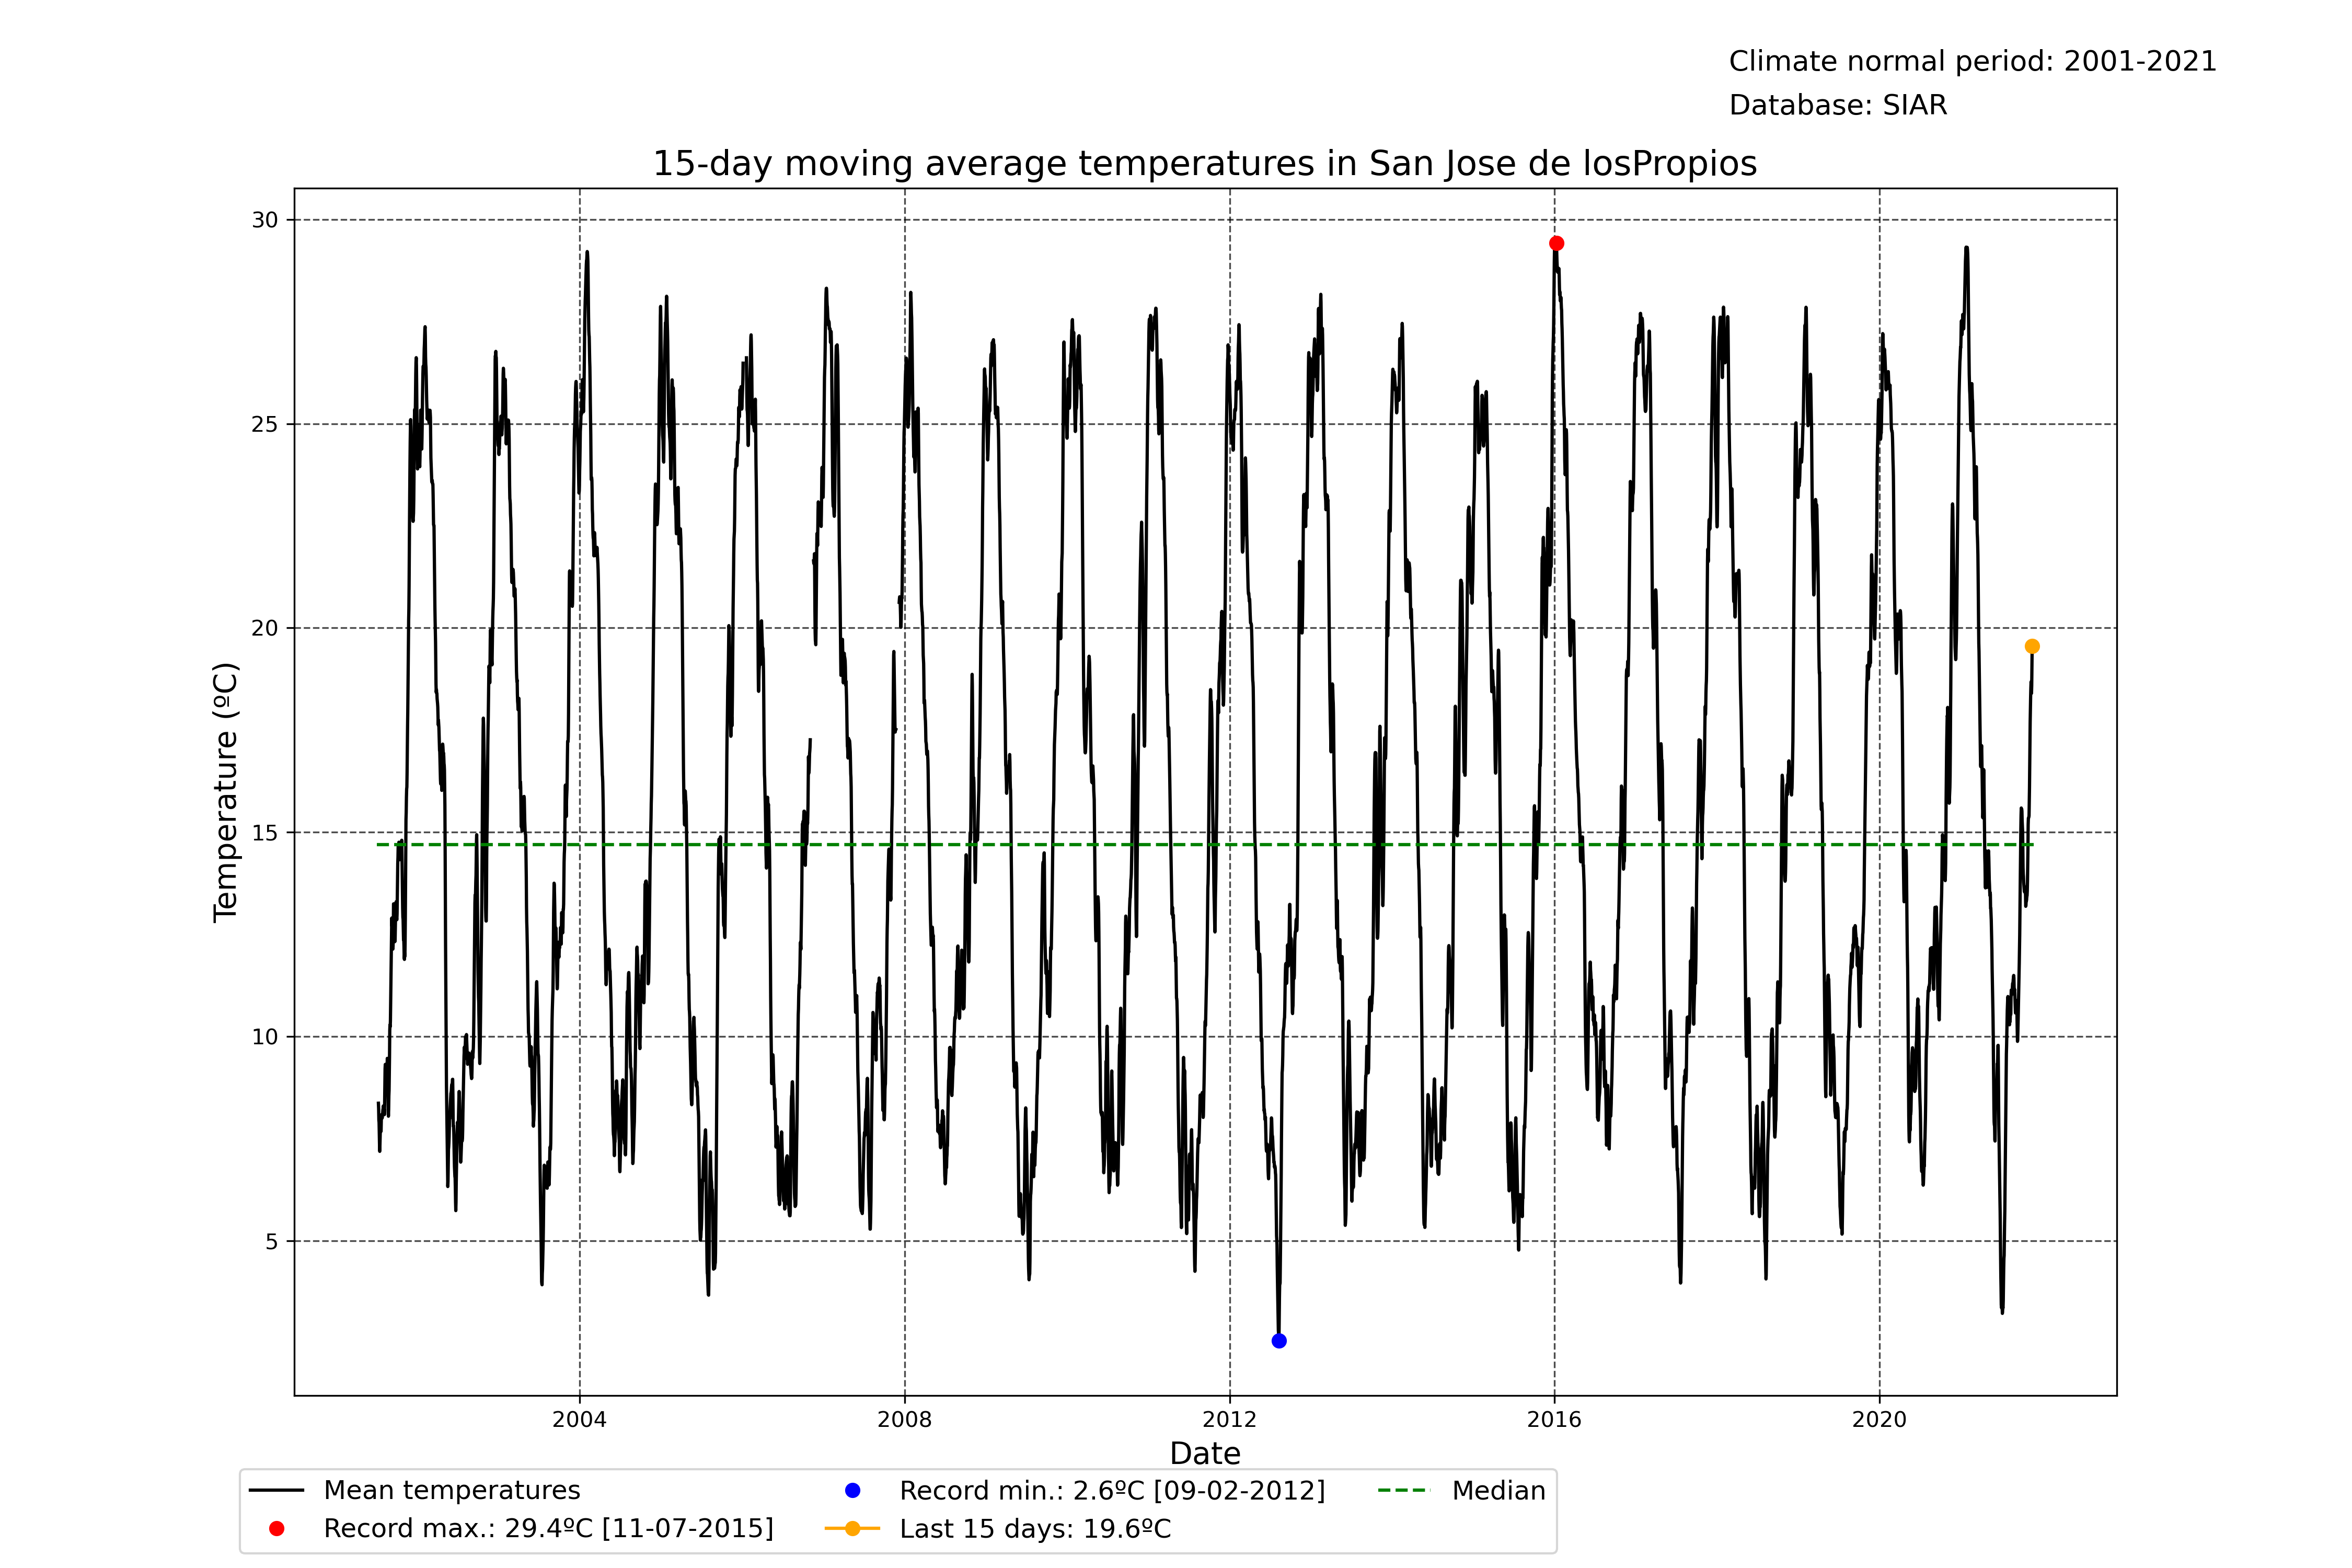 Climate normal period: 2001-2021
Database: SIAR
15-day moving average temperatures in San Jose de losPropios
30
25
20
15
10
5
Temperature (ºC)
2004 2008 2012 2016 2020
Date
Mean temperatures
Record max.: 29.4ºC [11-07-2015]
Record min.: 2.6ºC [09-02-2012]
Last 15 days: 19.6ºC
Median